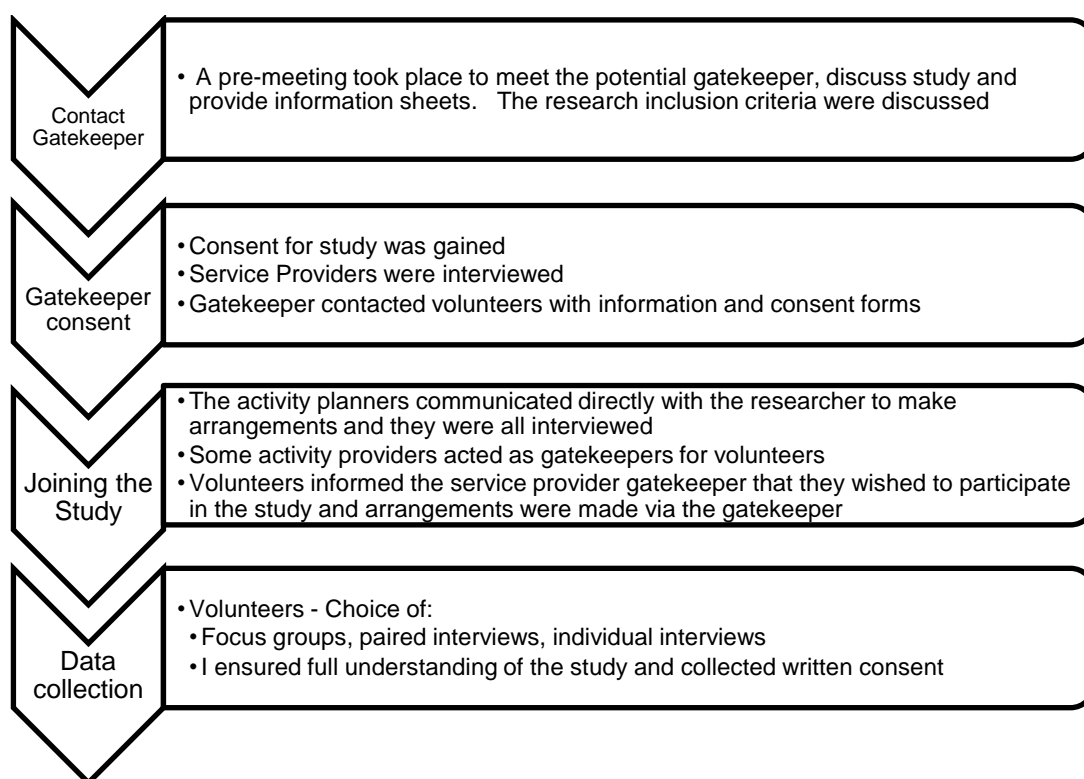 Contact
Gatekeeper
• A pre-meeting took place to meet the potential gatekeeper, discuss study and
provide information sheets.   The research inclusion criteria were discussed
Gatekeeper
consent
• Consent for study was gained
• Service Providers were interviewed
• Gatekeeper contacted volunteers with information and consent forms
Joining the
Study
• The activity planners communicated directly with the researcher to make
arrangements and they were all interviewed
• Some activity providers acted as gatekeepers for volunteers
• Volunteers informed the service provider gatekeeper that they wished to participate
in the study and arrangements were made via the gatekeeper
Data
collection
• Volunteers - Choice of:
• Focus groups, paired interviews, individual interviews
• I ensured full understanding of the study and collected written consent